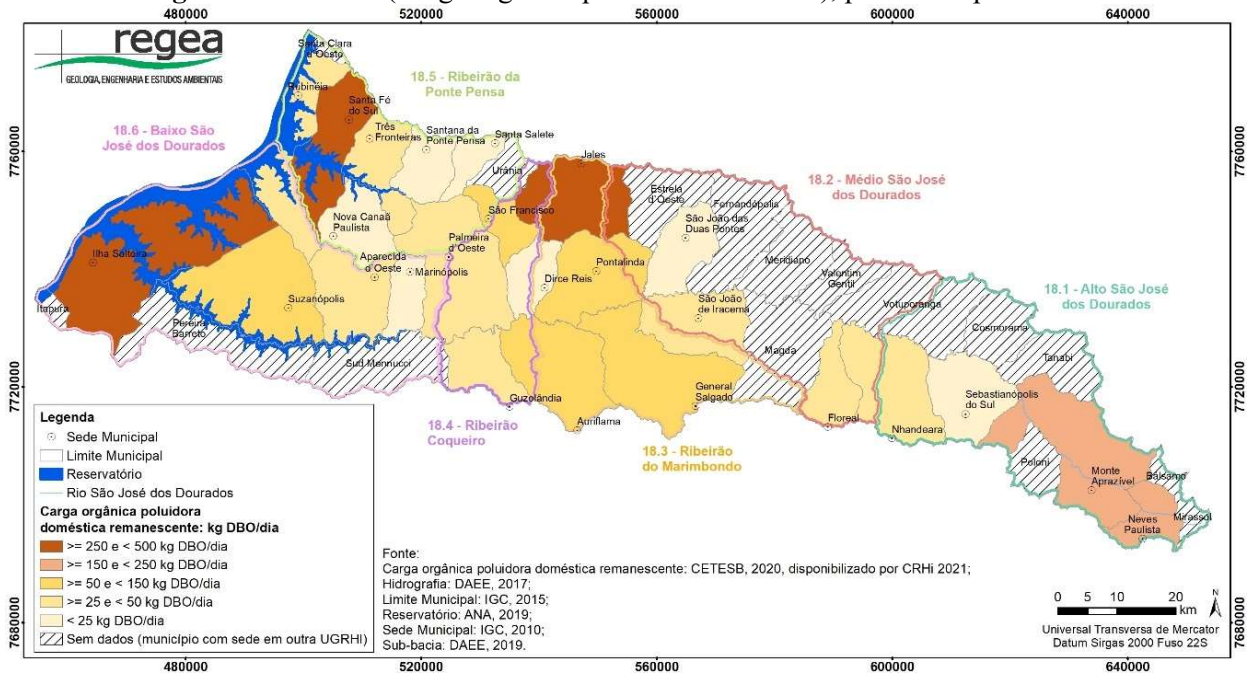 480000 520000 560000 600000 640000
regea
GEOLOGIA, ENGENHARIA E ESTUDOS AMBIENTAIS
Santa Clara
d'Oeste
18.5 - Ribeirão da
Ponte Pensa
Rubinéia
Santa Fé
do Sul
18.6 - Baixo São
José dos Dourados
Três
Fronteiras
Santana da
Ponte Pensa
Santa Salete
7760000
7760000
Urânia
Jales
18.2 - Médio São José
dos Dourados
Estrela
d'Oeste
Fernandópolis
São João das
Duas Pontos
Nova Canaã
Paulista
São Francisco
Palmeira
d'Oeste
Ilha Solteira
Aparecida
d'Oeste
Marinópolis
Dirce Reis
Pontalinda
Meridiano
Valentim
Gentil
Votuporanga
18.1 - Alto São José
dos Dourados
Suzanápolis
Itapura
Pereira
Barreto
São João
de Iracema
Cosmorama
Tanabi
Sud Mennucci
Magda
7720000
7720000
Guzolândia
General
Salgado
Sebastianópolis
do Sul
Auriflama
Floreal
Nhandeara
18.4 - Ribeirão
Coqueiro
18.3 - Ribeirão
do Marimbondo
Poloni
Monte
Aprazível
Bálsamo
Mirassol
Neves
Paulista
Legenda
Sede Municipal
Limite Municipal
Reservatório
Rio São José dos Dourados
Carga orgânica poluidora
doméstica remanescente: kg DBO/dia
>= 250 e < 500 kg DBO/dia
>= 150 e < 250 kg DBO/dia
>= 50 e < 150 kg DBO/dia
>= 25 e < 50 kg DBO/dia
< 25 kg DBO/dia
Sem dados (município com sede em outra UGRHI)
Fonte:
Carga orgânica poluidora doméstica remanescente: CETESB, 2020, disponibilizado por CRHi 2021;
Hidrografia: DAEE, 2017;
Limite Municipal: IGC, 2015;
Reservatório: ANA, 2019;
Sede Municipal: IGC, 2010;
Sub-bacia: DAEE, 2019.
0 5 10 20
km
N
Universal Transversa de Mercator
Datum Sirgas 2000 Fuso 22S
7680000
7680000
480000 520000 560000 600000 640000